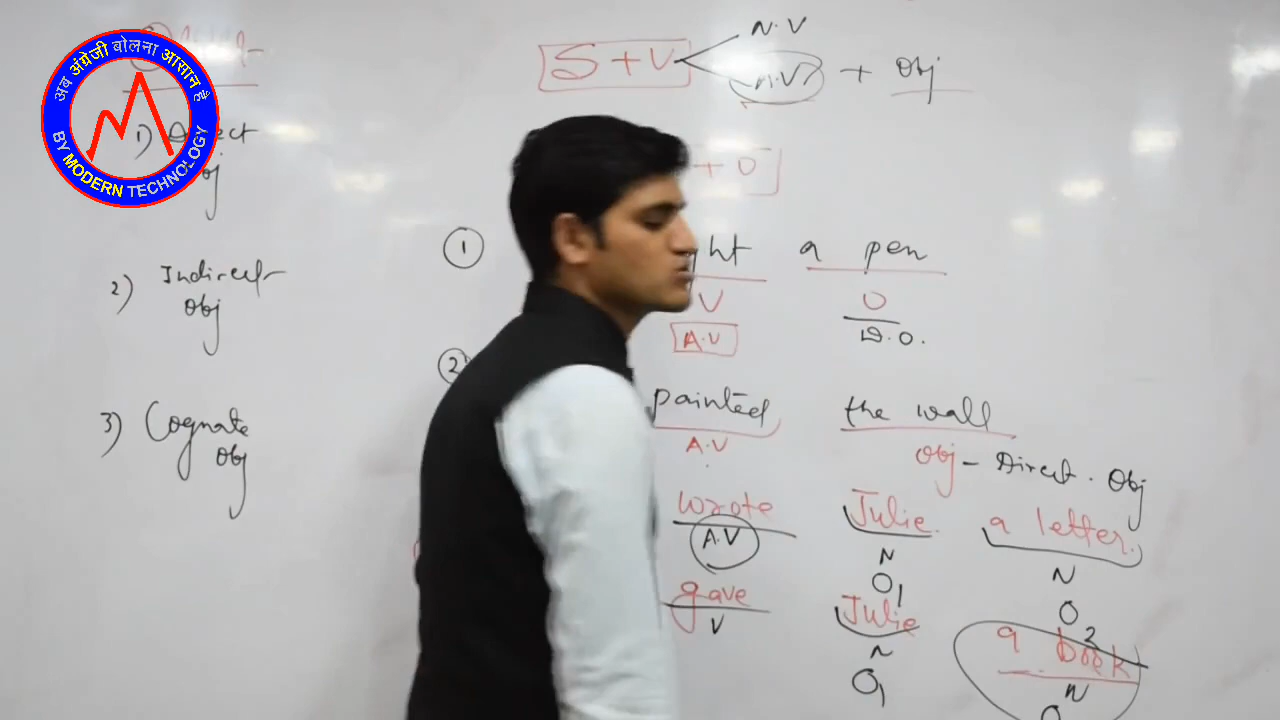 अब अंग्रेजी बोलना आसान है
BY MODERN TECHNOLOGY
1)
2) Indirect
Obj
3) Cognate
Obj
N.V
S + V
A.V + Obj
+ O
1
ght a pen
V O
A.V D.O.
2
painted the wall
A.V Obj - Direct. Obj
wrote Julie a letter.
A.V N N
O1 O2
gave Julie a book
V N N
O1 O